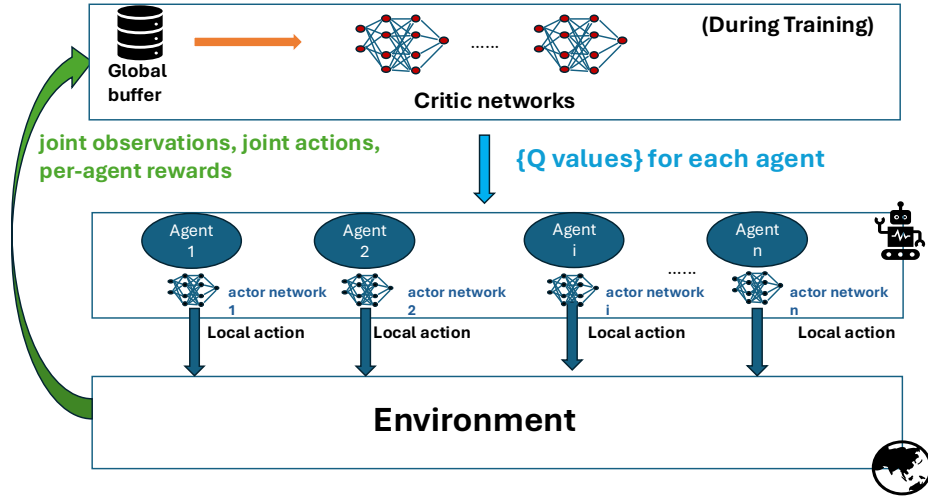 (During Training)
Global
buffer
......
Critic networks
joint observations, joint actions,
per-agent rewards
{Q values} for each agent
Agent
1
Agent
2
Agent
i
Agent
n
......
actor network
1
actor network
2
actor network
i
actor network
n
Local action
Local action
Local action
Local action
Environment